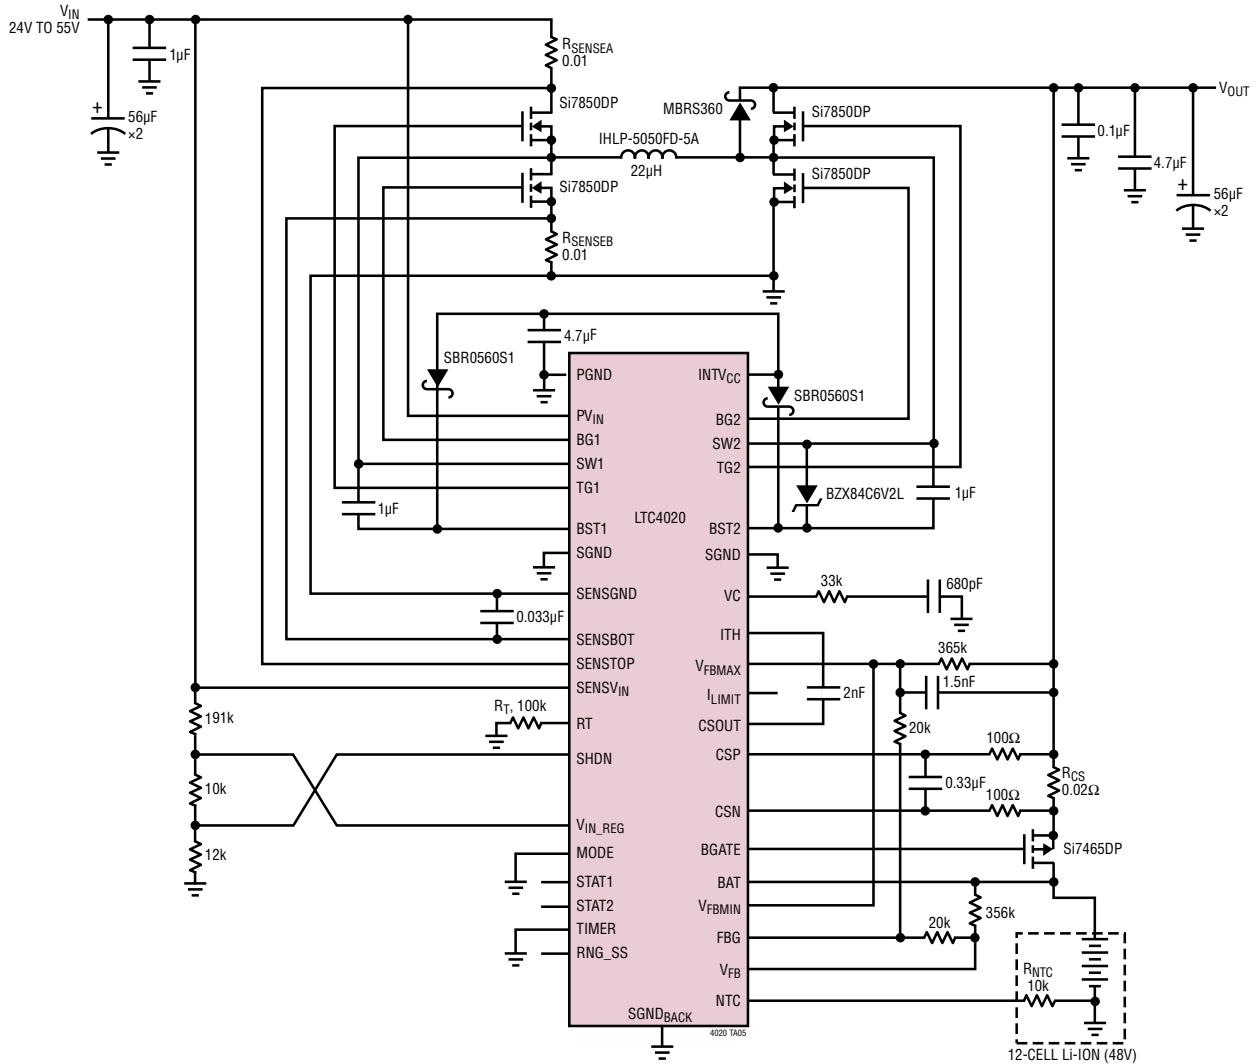 VIN
24V TO 55V
1µF
56µF
×2
RSENSEA
0.01
Si7850DP
MBRS360
Si7850DP
VOUT
IHLP-5050FD-5A
22µH
0.1µF
4.7µF
56µF
×2
Si7850DP
Si7850DP
RSENSEB
0.01
4.7µF
SBR0560S1
SBR0560S1
PGND
INTVCC
PVIN
BG2
BG1
SW2
SW1
TG2
TG1
1µF
BZX84C6V2L
1µF
LTC4020
BST1
BST2
SGND
SGND
33k
680pF
SENSGND
VC
0.033µF
SENSBOT
ITH
SENSTOP
VFBMAX
365k
1.5nF
SENSVIN
ILIMIT
2nF
191k
RT, 100k
RT
CSOUT
20k
100Ω
SHDN
CSP
RCS
0.02Ω
10k
0.33µF
100Ω
CSN
VIN_REG
12k
MODE
BGATE
Si7465DP
STAT1
BAT
STAT2
VFBMIN
356k
TIMER
FBG
20k
RNG_SS
VFB
RNTC
10k
NTC
SGNDBACK
4020 TA05
12-CELL Li-ION (48V)
+
+